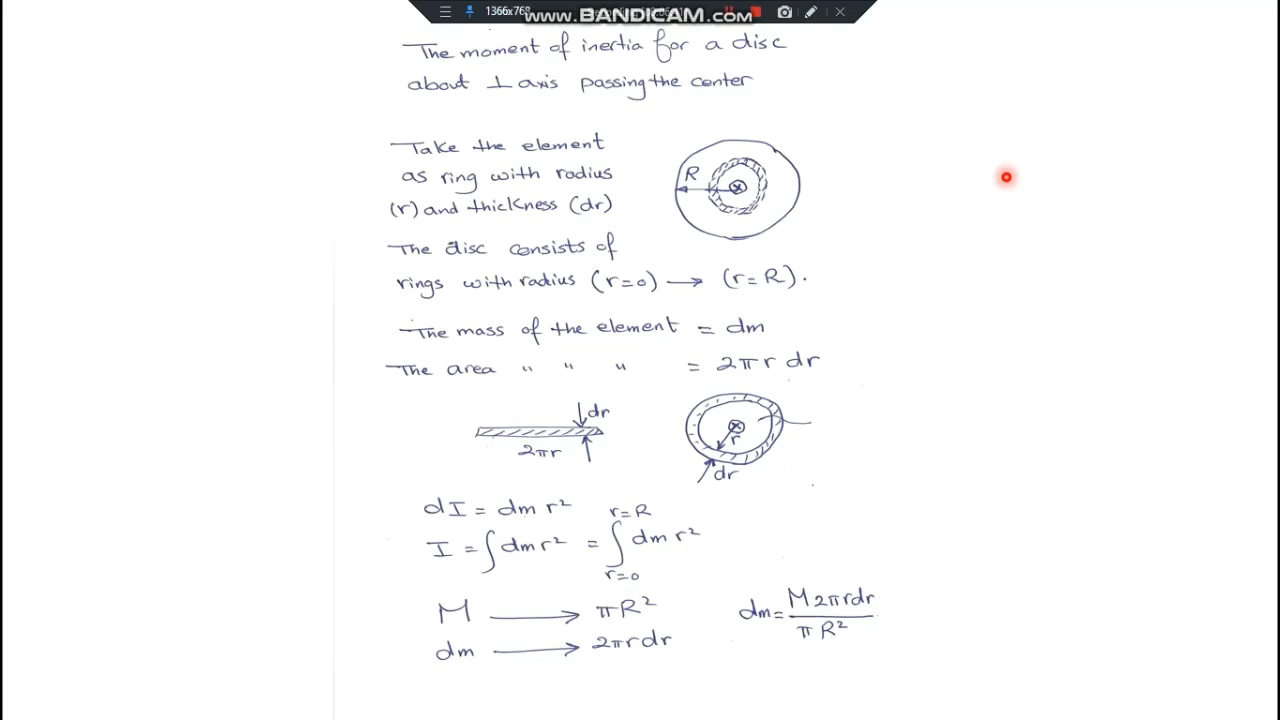 1366x768
www.BANDICAM.com
The moment of inertia for a disc
about ⊥ axis passing the center
Take the element
as ring with radius
(r) and thickness (dr)
R
The disc consists of
rings with radius (r=0) → (r=R).
The mass of the element = dm
The area " " " = 2πr dr
dr
2πr
r
dr
dI = dm r²
I = ∫dm r² = ∫ r=0 r=R dm r²
M → πR²
dm → 2πrdr
dm = M2πrdr / πR²